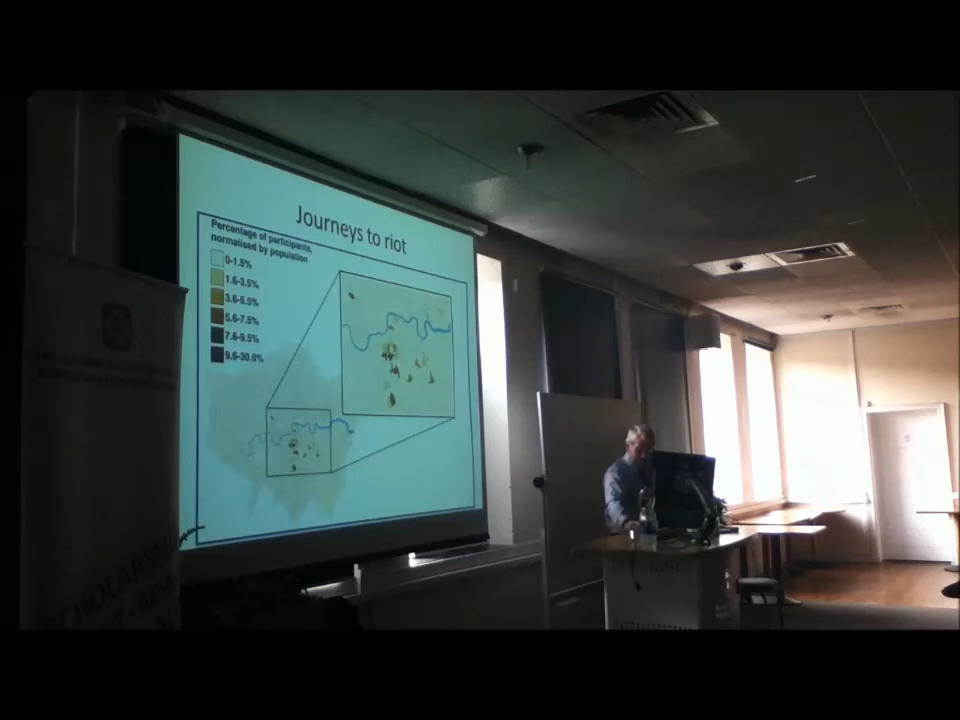 Journeys to riot
Percentage of participants,
normalised by population
0-1.5%
1.6-3.5%
3.6-5.5%
5.6-7.5%
7.6-9.5%
9.6-30.0%